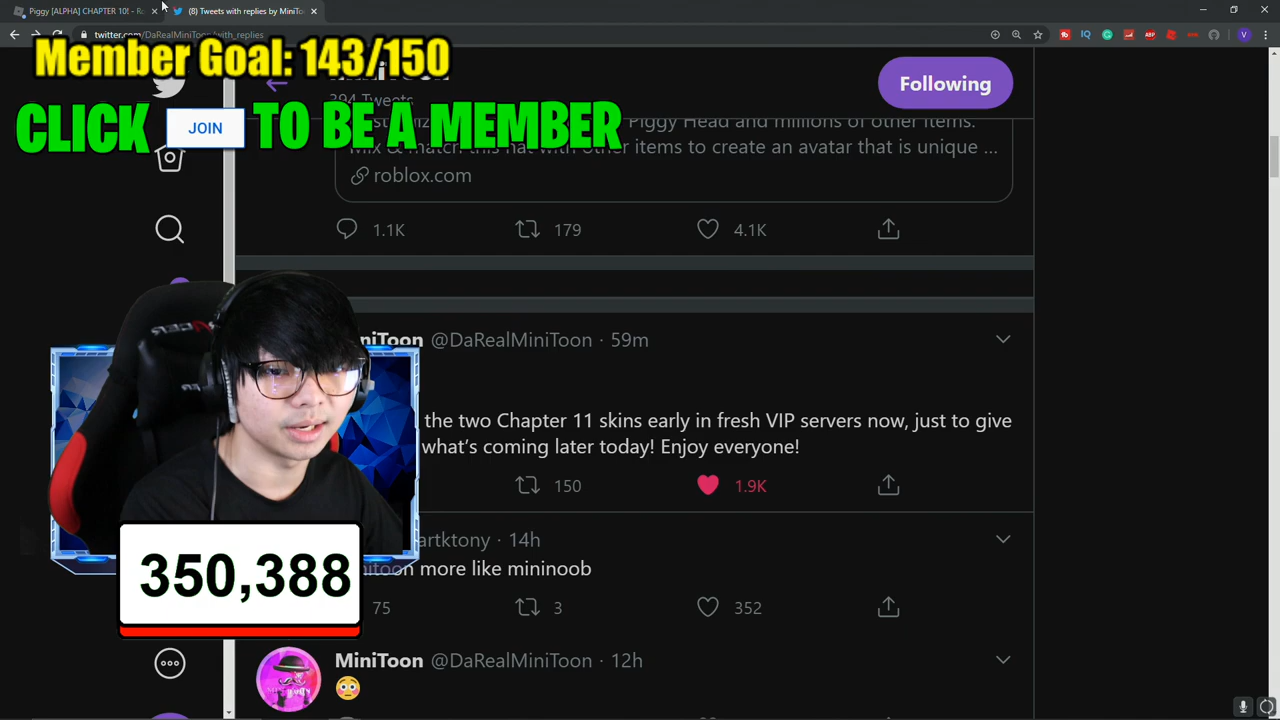 Piggy [ALPHA] CHAPTER 10! - Ro
(8) Tweets with replies by MiniTo
twitter.com/DaRealMiniToon/with_replies
Member Goal: 143/150
CLICK JOIN TO BE A MEMBER
394 Tweets
Following
Piggy Head and millions of other items.
Mix & match this hat with other items to create an avatar that is unique ...
roblox.com
1.1K 179 4.1K
MiniToon @DaRealMiniToon · 59m
the two Chapter 11 skins early in fresh VIP servers now, just to give
what's coming later today! Enjoy everyone!
150 1.9K
artktony · 14h
nitoon more like mininoob
75 3 352
MiniToon @DaRealMiniToon · 12h
😳
350,388